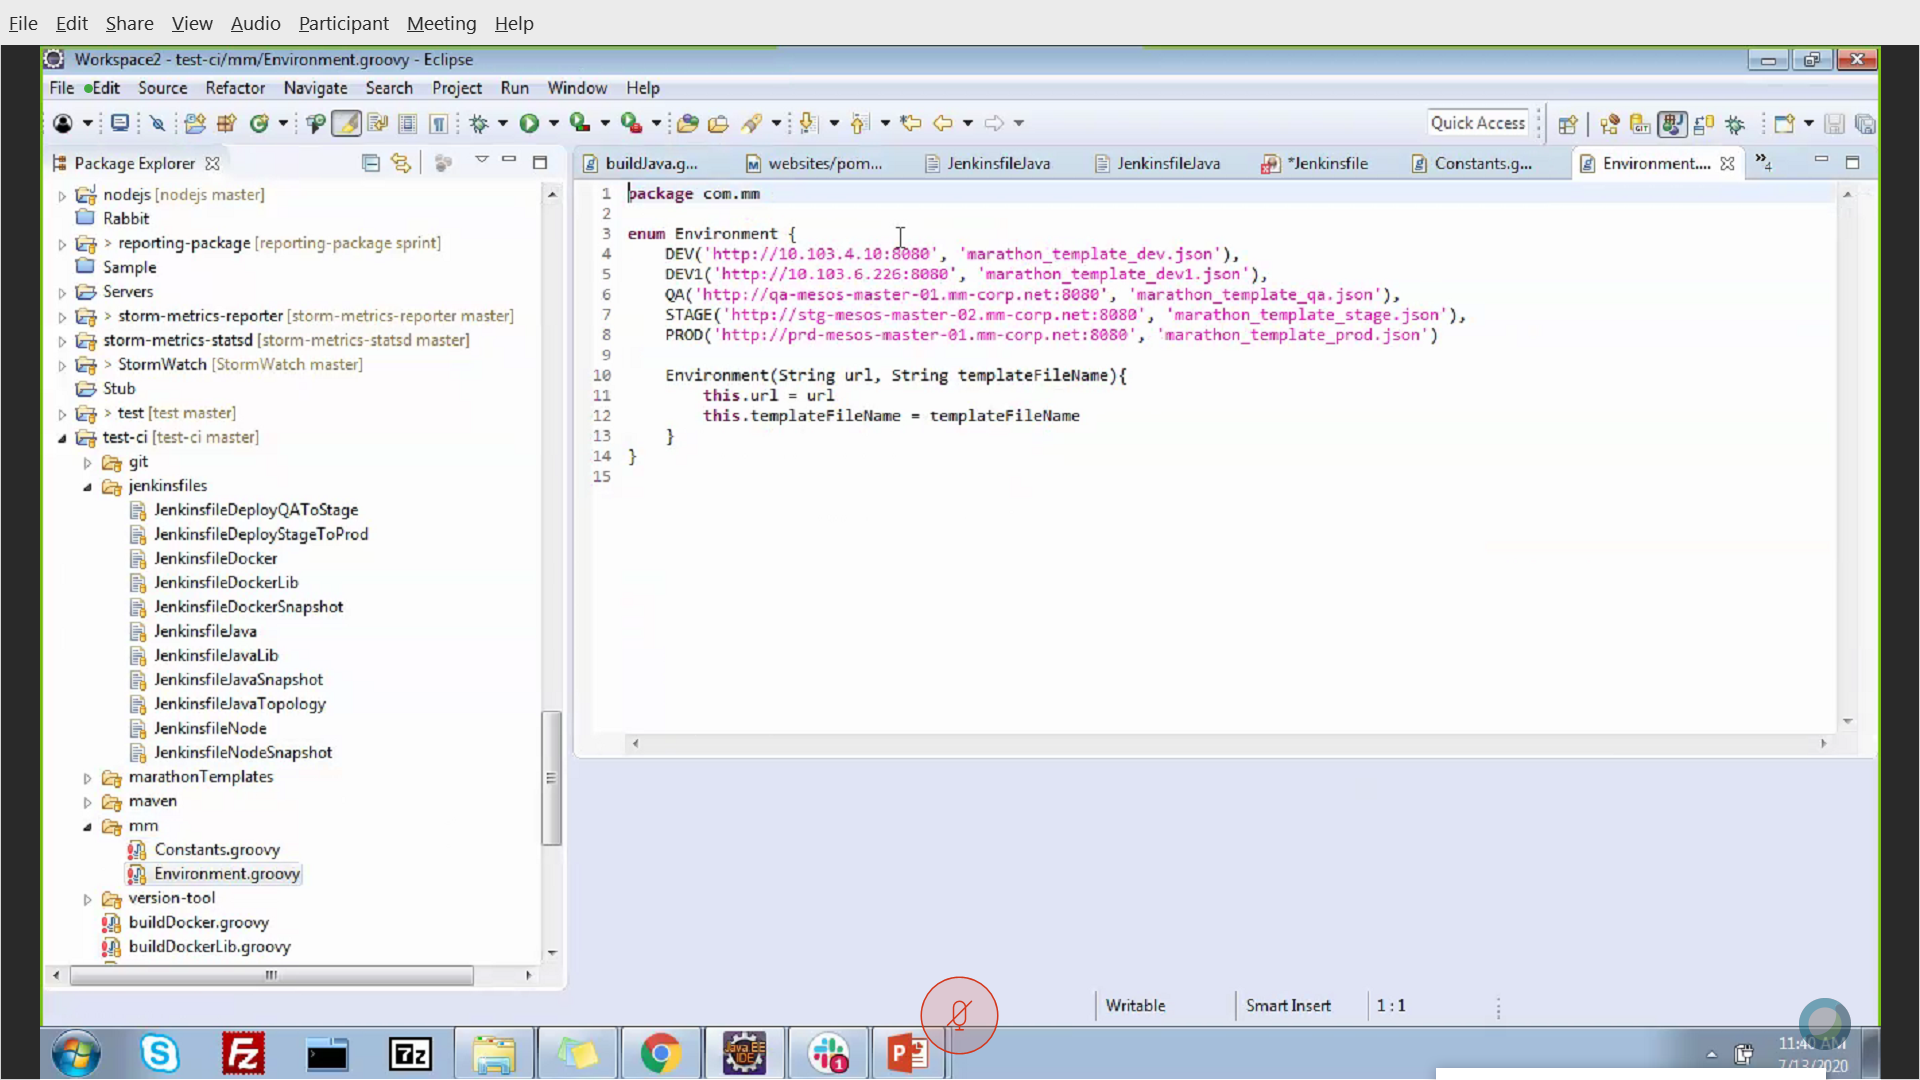 File Edit Share View Audio Participant Meeting Help
Workspace2 - test-ci/mm/Environment.groovy - Eclipse
File Edit Source Refactor Navigate Search Project Run Window Help
Quick Access
Package Explorer
buildJava.g... websites/pom... JenkinsfileJava JenkinsfileJava *Jenkinsfile Constants.g... Environment.... »4
nodejs [nodejs master]
Rabbit
> reporting-package [reporting-package sprint]
Sample
Servers
> storm-metrics-reporter [storm-metrics-reporter master]
storm-metrics-statsd [storm-metrics-statsd master]
> StormWatch [StormWatch master]
Stub
> test [test master]
test-ci [test-ci master]
git
jenkinsfiles
JenkinsfileDeployQAToStage
JenkinsfileDeployStageToProd
JenkinsfileDocker
JenkinsfileDockerLib
JenkinsfileDockerSnapshot
JenkinsfileJava
JenkinsfileJavaLib
JenkinsfileJavaSnapshot
JenkinsfileJavaTopology
JenkinsfileNode
JenkinsfileNodeSnapshot
marathonTemplates
maven
mm
Constants.groovy
Environment.groovy
version-tool
buildDocker.groovy
buildDockerLib.groovy
1 package com.mm
2
3 enum Environment {
4 DEV('http://10.103.4.10:8080', 'marathon_template_dev.json'),
5 DEV1('http://10.103.6.226:8080', 'marathon_template_dev1.json'),
6 QA('http://qa-mesos-master-01.mm-corp.net:8080', 'marathon_template_qa.json'),
7 STAGE('http://stg-mesos-master-02.mm-corp.net:8080', 'marathon_template_stage.json'),
8 PROD('http://prd-mesos-master-01.mm-corp.net:8080', 'marathon_template_prod.json')
9
10 Environment(String url, String templateFileName){
11 this.url = url
12 this.templateFileName = templateFileName
13 }
14 }
15
Writable Smart Insert 1 : 1
7z
Java EE
IDE
1
P
11:40 AM
7/13/2020